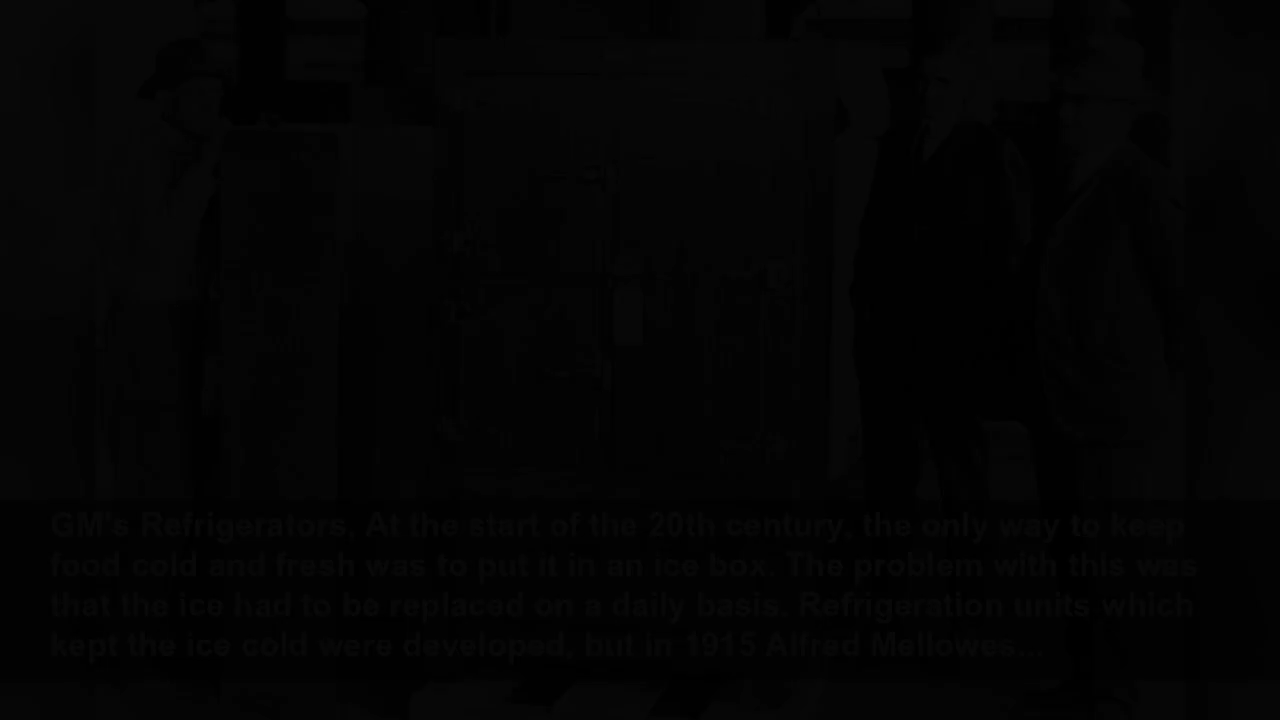 GM's Refrigerators. At the start of the 20th century, the only way to keep
food cold and fresh was to put it in an ice box. The problem with this was
that the ice had to be replaced on a daily basis. Refrigeration units which
kept the ice cold were developed, but in 1915 Alfred Mellowes...